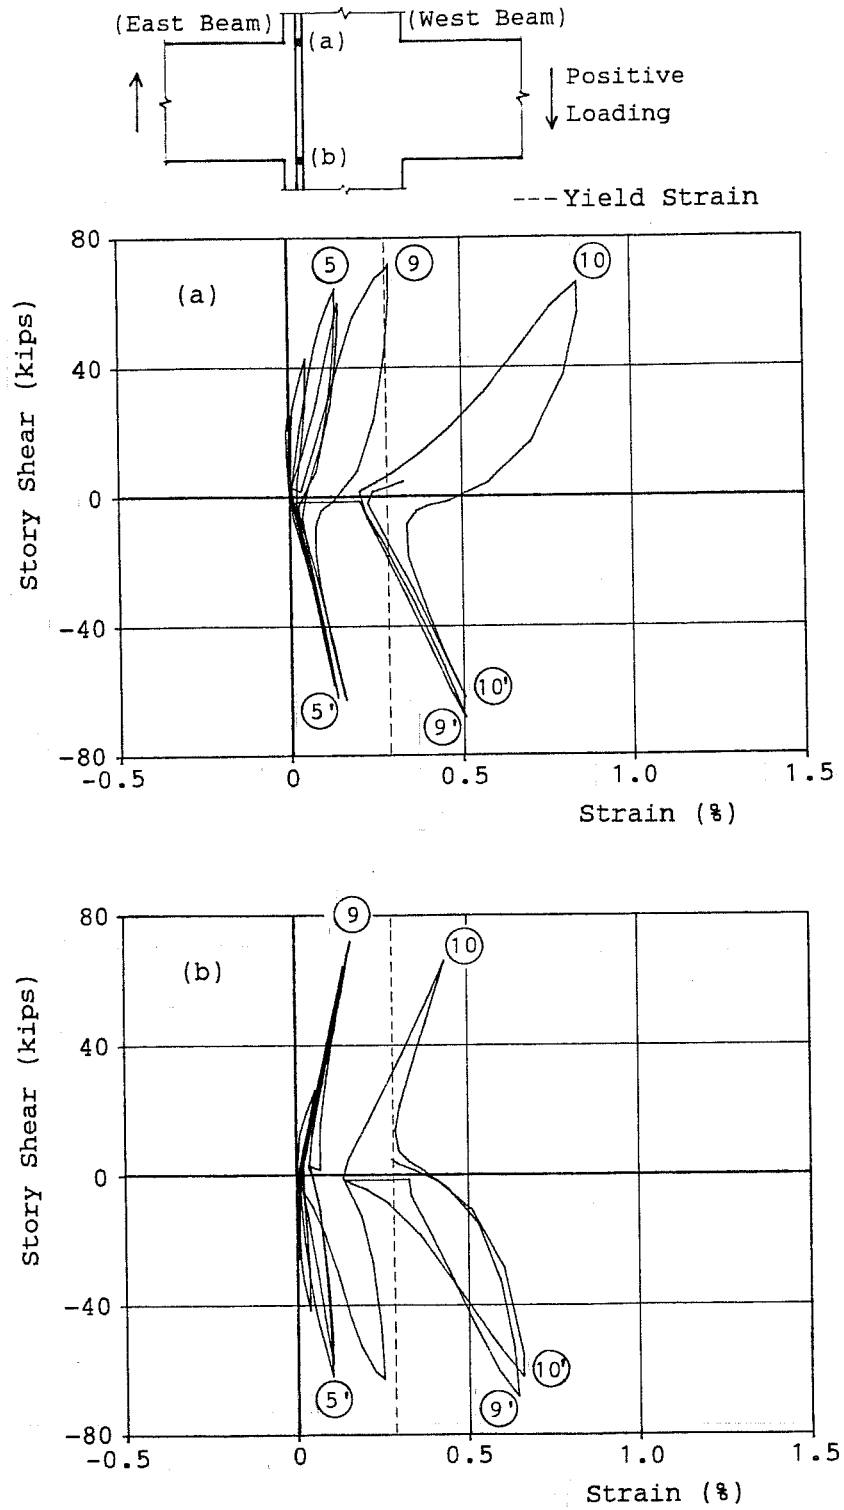 (East Beam) (West Beam)
(a)
Positive
Loading
(b)
--- Yield Strain
80
5 9 10
(a)
40
Story Shear (kips)
0
-40
5' 9' 10'
-80
-0.5 0 0.5 1.0 1.5
Strain (%)
80
9 10
(b)
40
Story Shear (kips)
0
-40
5' 9' 10'
-80
-0.5 0 0.5 1.0 1.5
Strain (%)